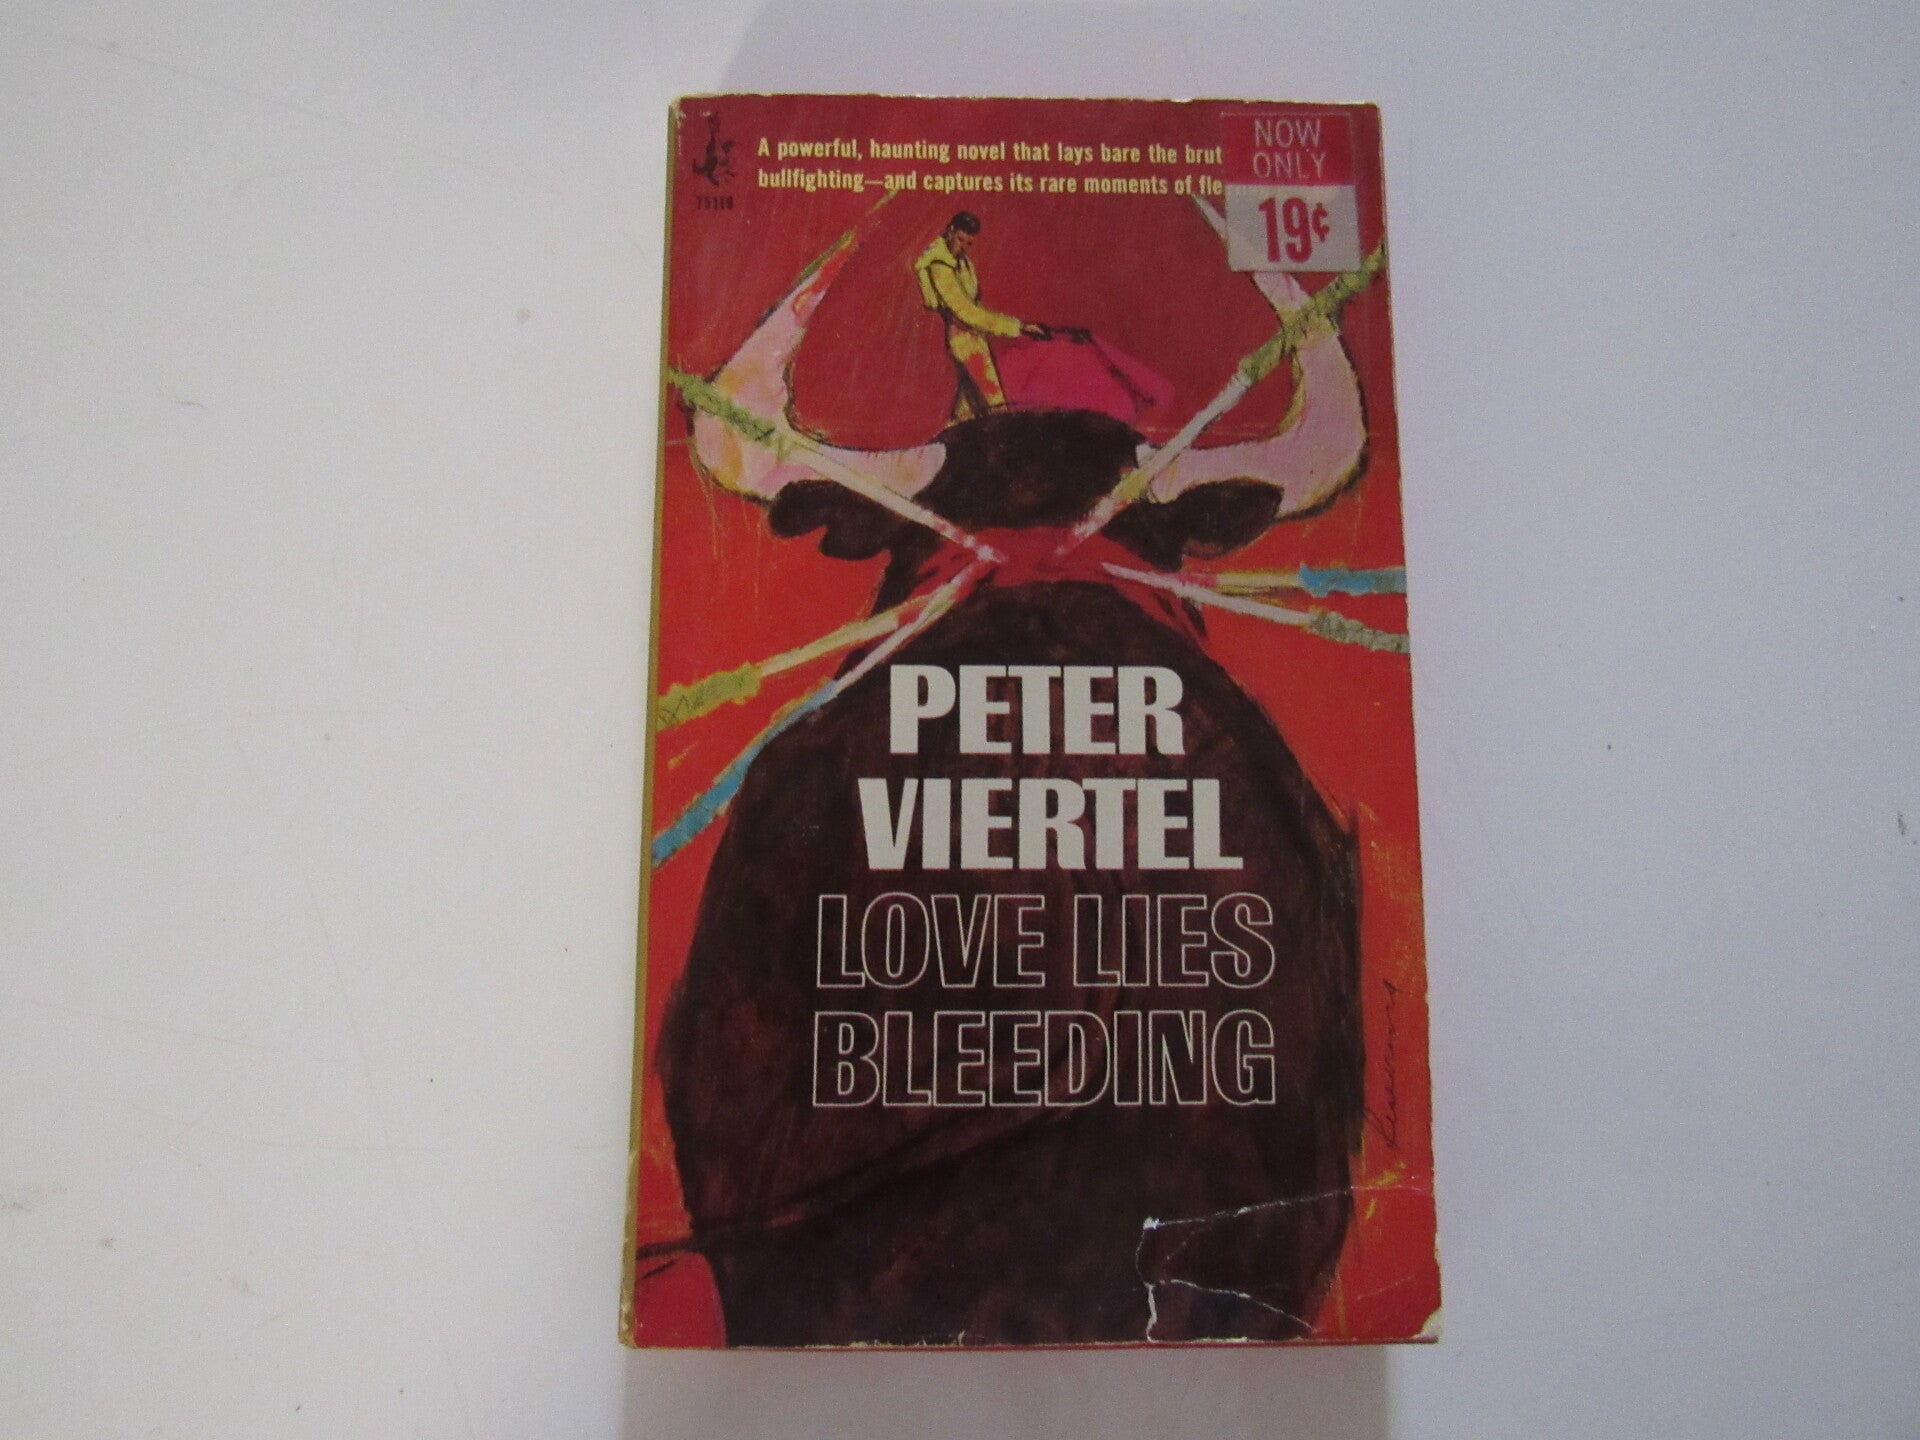 A powerful, haunting novel that lays bare the brut
bullfighting—and captures its rare moments of fle
NOW
ONLY
19¢
PETER
VIERTEL
LOVE LIES
BLEEDING